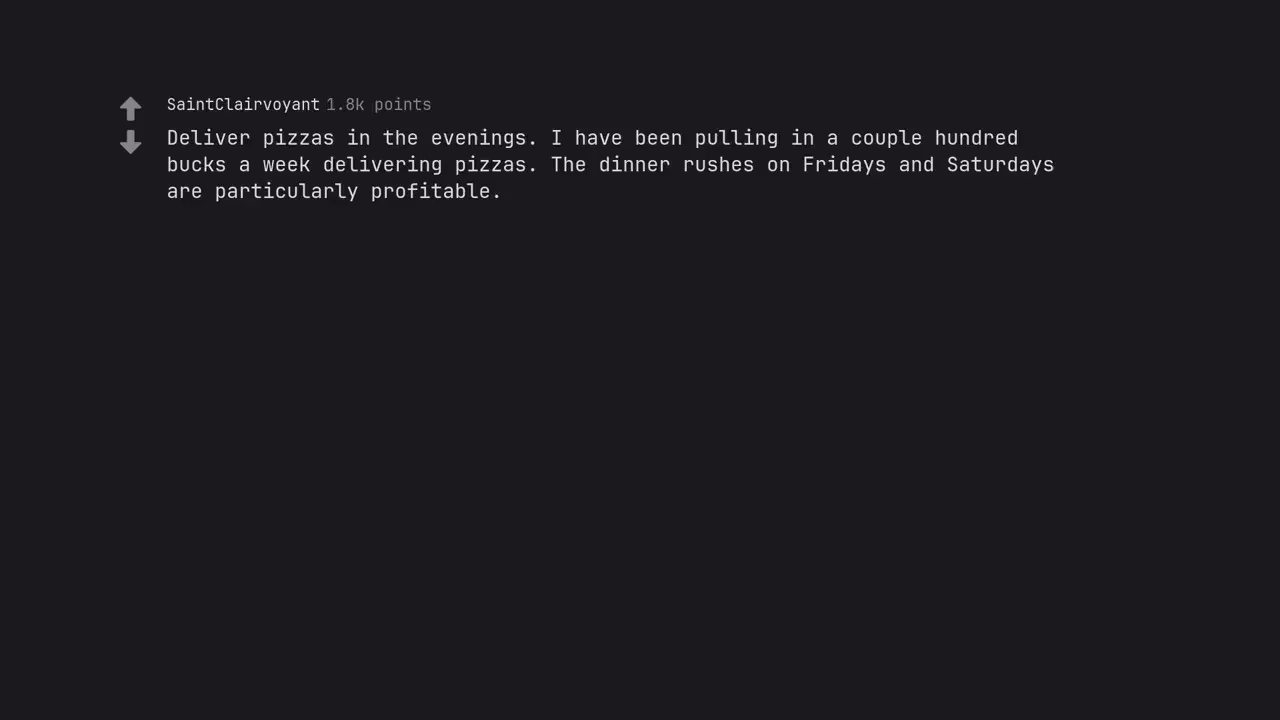 SaintClairvoyant 1.8k points
Deliver pizzas in the evenings. I have been pulling in a couple hundred
bucks a week delivering pizzas. The dinner rushes on Fridays and Saturdays
are particularly profitable.